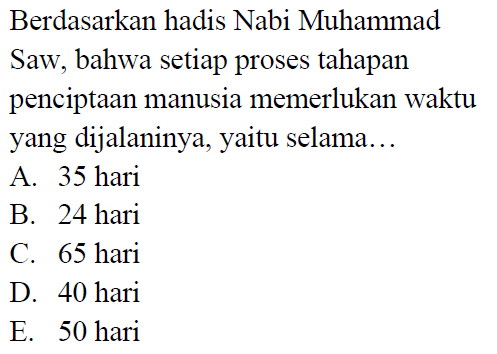 Berdasarkan hadis Nabi Muhammad
Saw, bahwa setiap proses tahapan
penciptaan manusia memerlukan waktu
yang dijalaninya, yaitu selama…
A. 35 hari
B. 24 hari
C. 65 hari
D. 40 hari
E. 50 hari